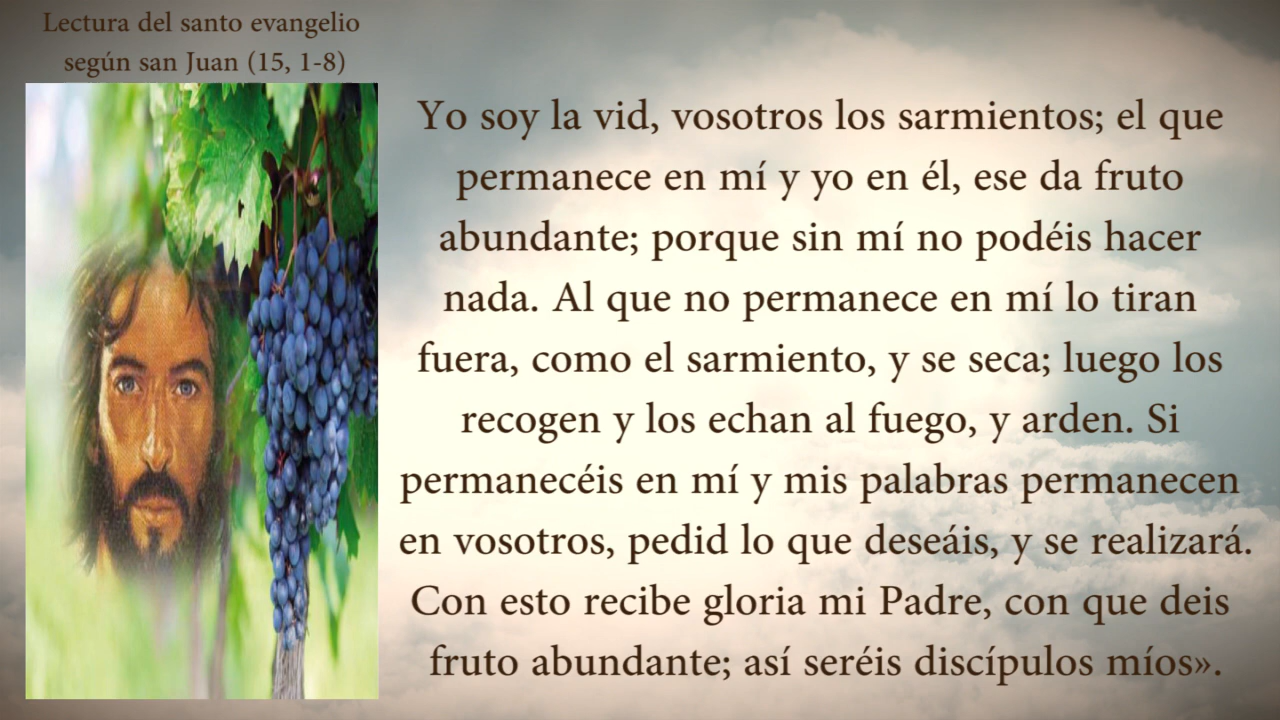 Lectura del santo evangelio
según san Juan (15, 1-8)
Yo soy la vid, vosotros los sarmientos; el que
permanece en mí y yo en él, ese da fruto
abundante; porque sin mí no podéis hacer
nada. Al que no permanece en mí lo tiran
fuera, como el sarmiento, y se seca; luego los
recogen y los echan al fuego, y arden. Si
permanecéis en mí y mis palabras permanecen
en vosotros, pedid lo que deseáis, y se realizará.
Con esto recibe gloria mi Padre, con que deis
fruto abundante; así seréis discípulos míos».